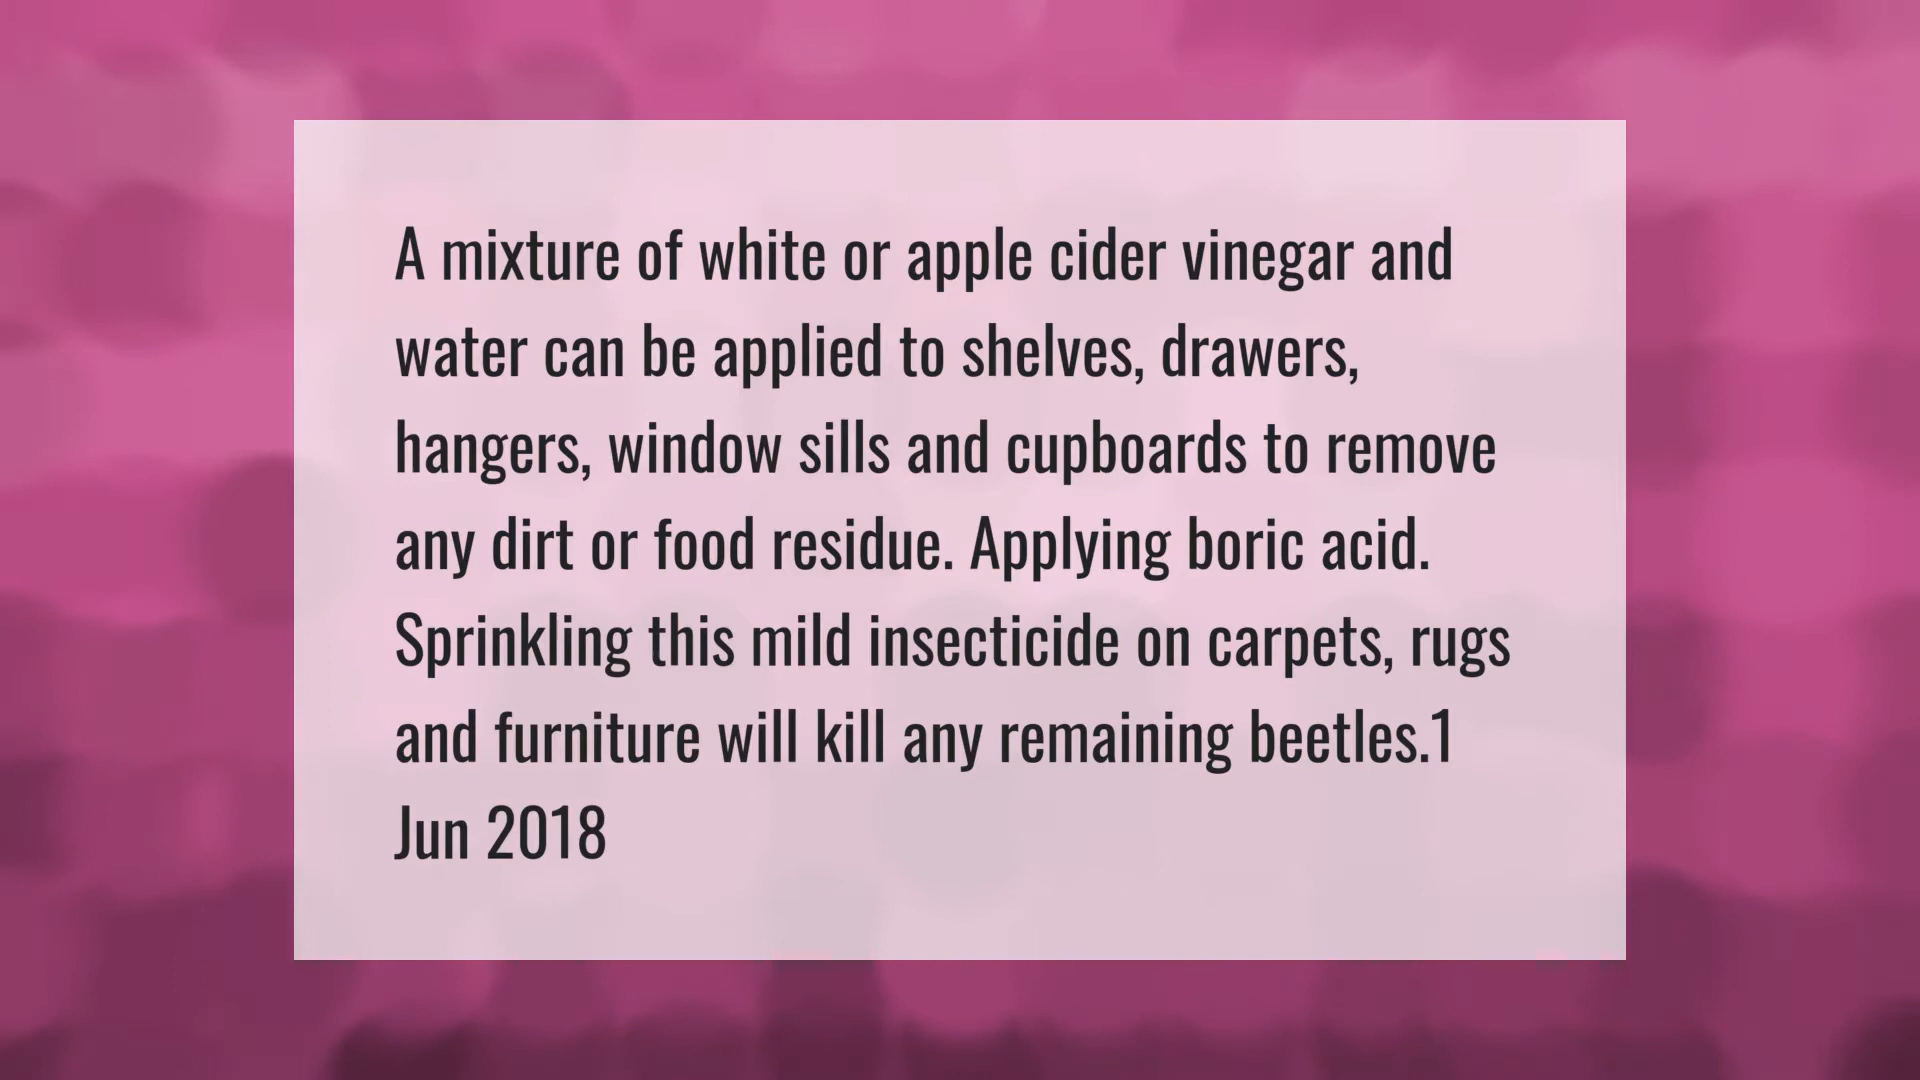 A mixture of white or apple cider vinegar and
water can be applied to shelves, drawers,
hangers, window sills and cupboards to remove
any dirt or food residue. Applying boric acid.
Sprinkling this mild insecticide on carpets, rugs
and furniture will kill any remaining beetles.1
Jun 2018